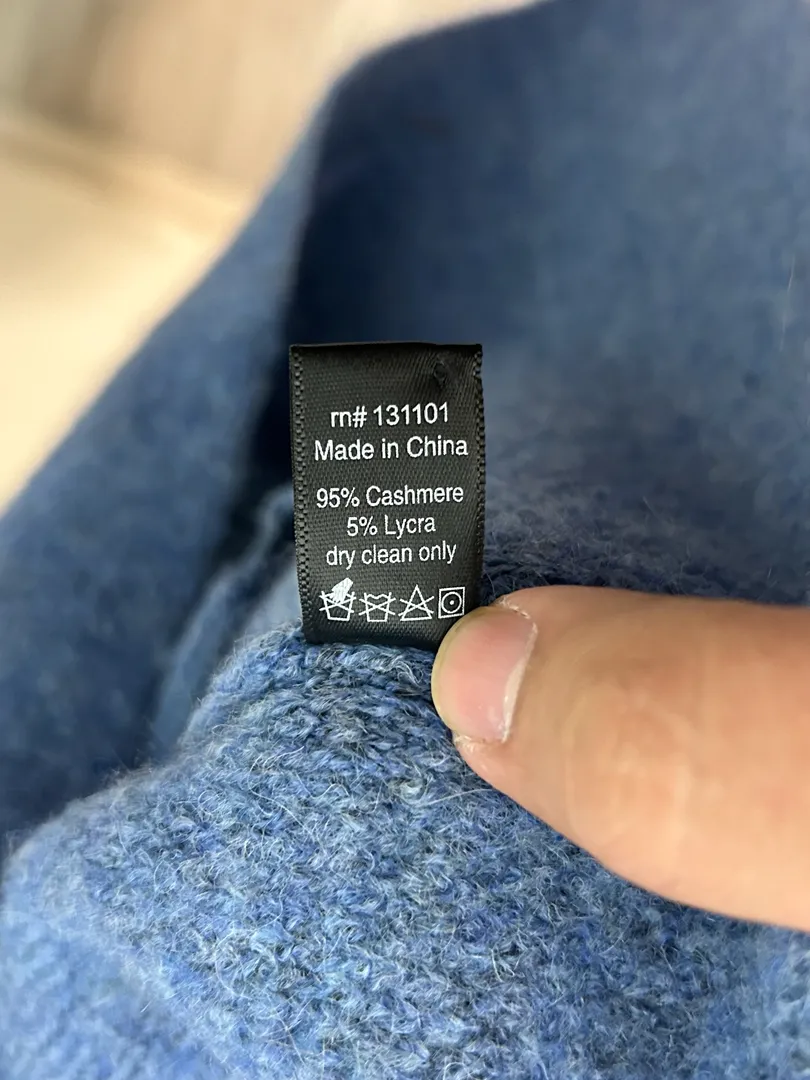 rn# 131101
Made in China
95% Cashmere
5% Lycra
dry clean only